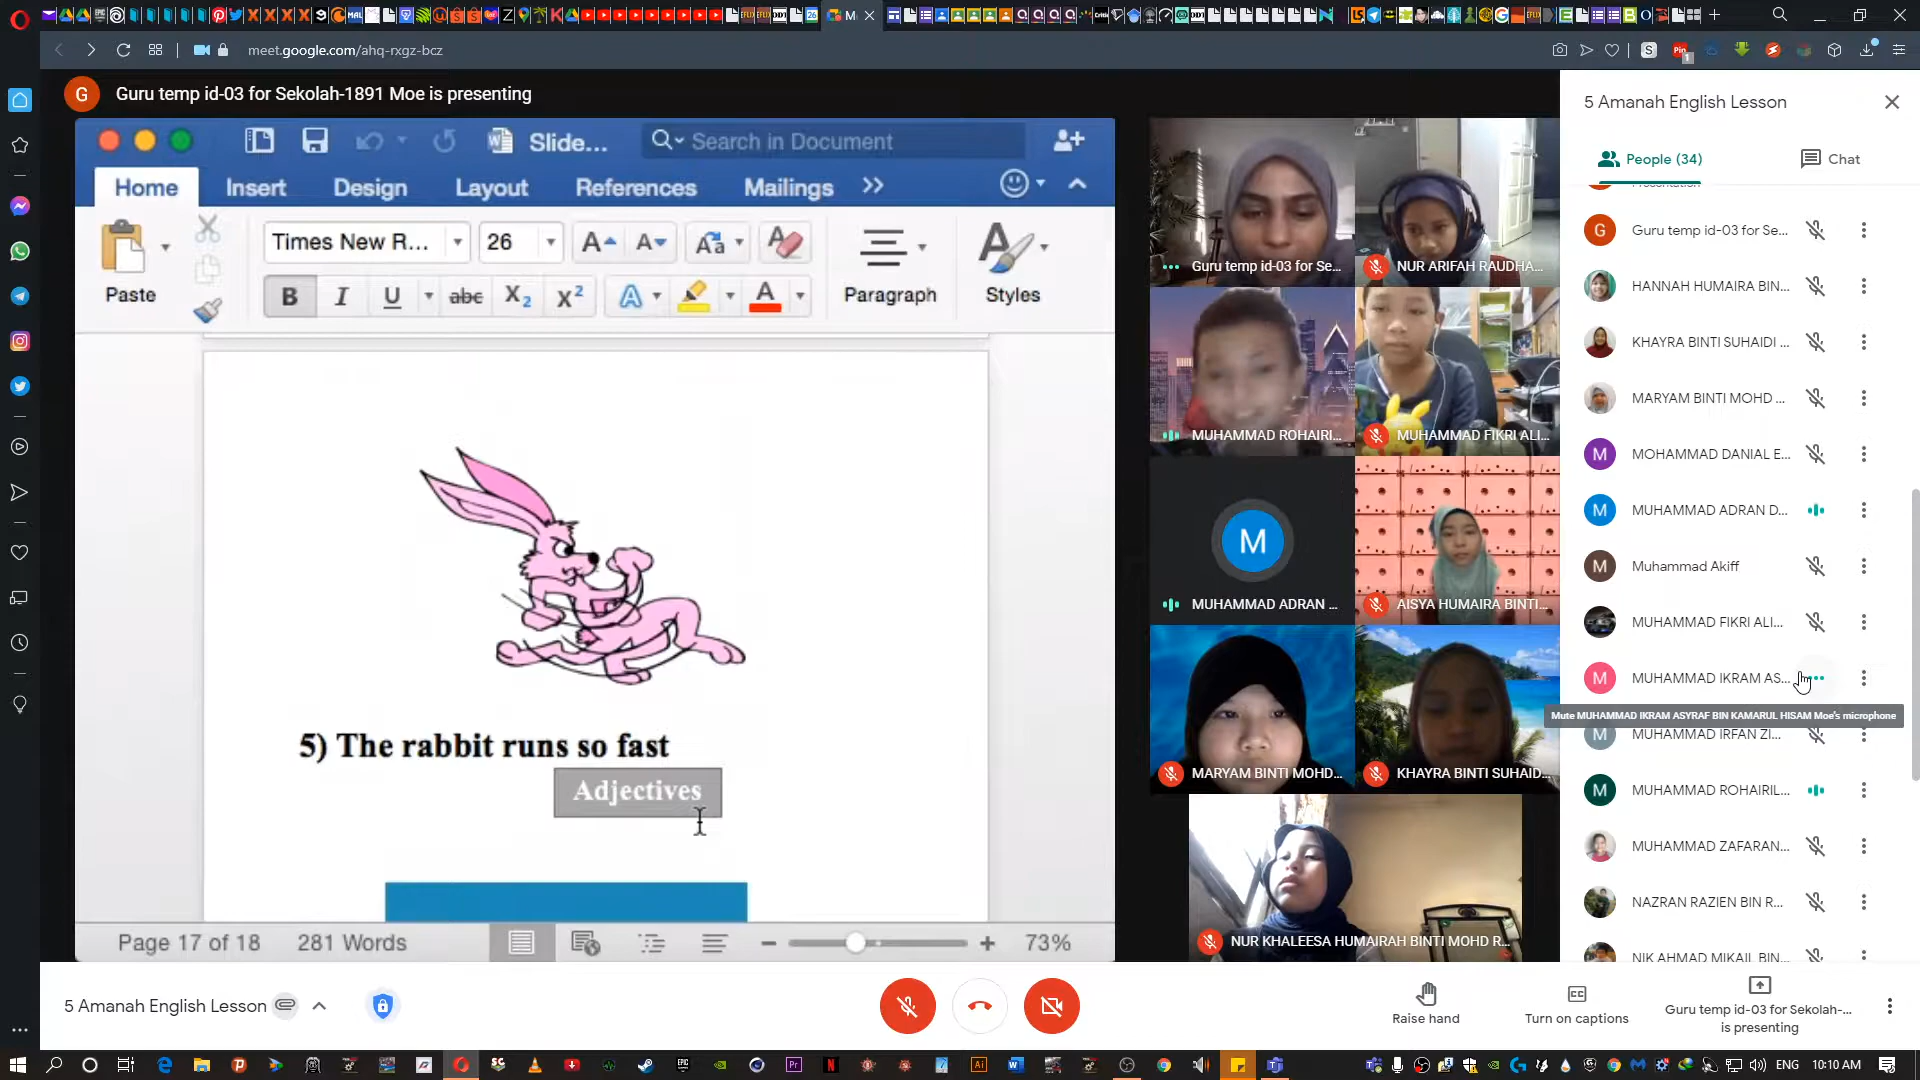 meet.google.com/ahq-rxgz-bcz
G Guru temp id-03 for Sekolah-1891 Moe is presenting
Slide...
Search in Document
Home Insert Design Layout References Mailings
Paste
Times New R... 26
B I U abc X₂ X²
Paragraph
Styles
5) The rabbit runs so fast
Adjectives
Page 17 of 18 281 Words 73%
Guru temp id-03 for Se...
NUR ARIFAH RAUDHA...
MUHAMMAD ROHAIRI...
MUHAMMAD FIKRI ALI...
M
MUHAMMAD ADRAN ...
AISYA HUMAIRA BINTI...
MARYAM BINTI MOHD...
KHAYRA BINTI SUHAID...
NUR KHALEESA HUMAIRAH BINTI MOHD R...
5 Amanah English Lesson
People (34)
Chat
Presentation
G Guru temp id-03 for Se...
HANNAH HUMAIRA BIN...
KHAYRA BINTI SUHAIDI ...
MARYAM BINTI MOHD ...
M MOHAMMAD DANIAL E...
M MUHAMMAD ADRAN D...
M Muhammad Akiff
MUHAMMAD FIKRI ALI...
M MUHAMMAD IKRAM AS...
Mute MUHAMMAD IKRAM ASYRAF BIN KAMARUL HISAM Moe's microphone
M MUHAMMAD IRFAN ZI...
M MUHAMMAD ROHAIRIL...
MUHAMMAD ZAFARAN...
NAZRAN RAZIEN BIN R...
NIK AHMAD MIKAIL BIN...
5 Amanah English Lesson
Raise hand
Turn on captions
Guru temp id-03 for Sekolah-...
is presenting
ENG 10:10 AM